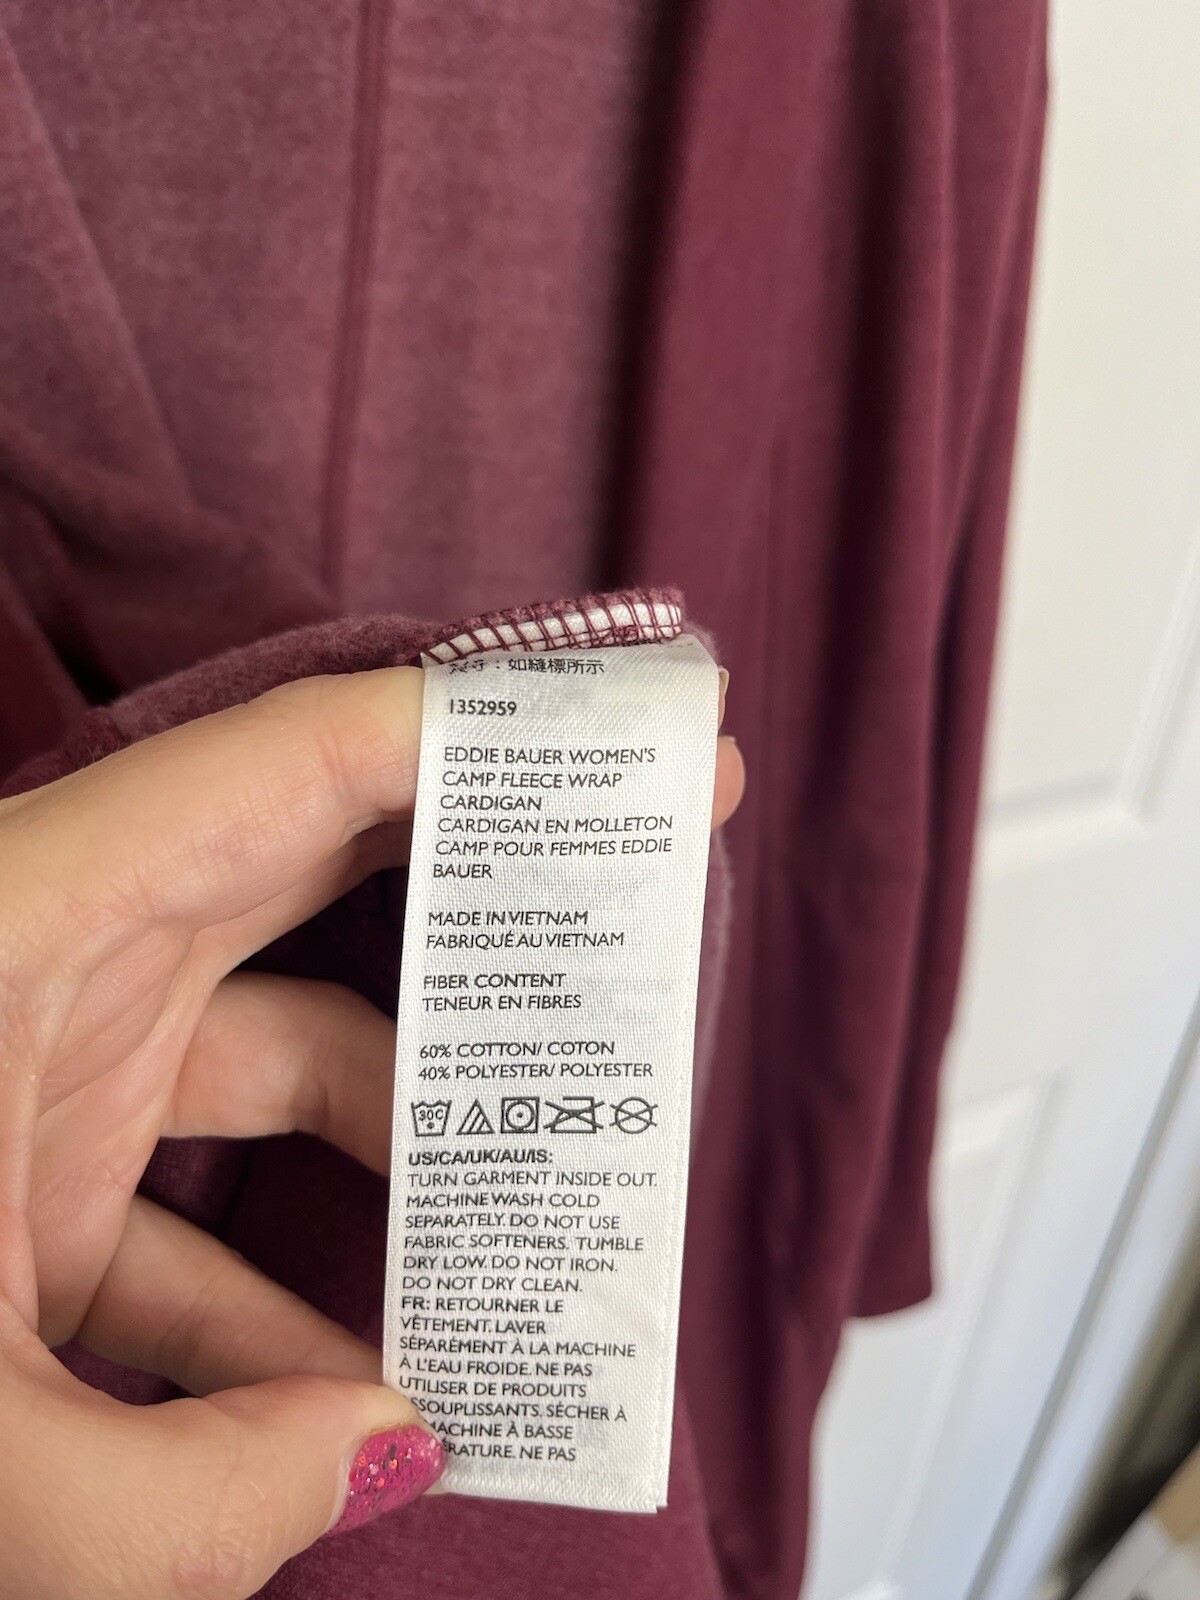 ：如縫標所示
1352959
EDDIE BAUER WOMEN'S
CAMP FLEECE WRAP
CARDIGAN
CARDIGAN EN MOLLETON
CAMP POUR FEMMES EDDIE
BAUER
MADE IN VIETNAM
FABRIQUÉ AU VIETNAM
FIBER CONTENT
TENEUR EN FIBRES
60% COTTON/ COTON
40% POLYESTER/ POLYESTER
30C
US/CA/UK/AU/IS:
TURN GARMENT INSIDE OUT.
MACHINE WASH COLD
SEPARATELY. DO NOT USE
FABRIC SOFTENERS. TUMBLE
DRY LOW. DO NOT IRON.
DO NOT DRY CLEAN.
FR: RETOURNER LE
VÊTEMENT. LAVER
SÉPARÉMENT À LA MACHINE
À L'EAU FROIDE. NE PAS
UTILISER DE PRODUITS
SSOUPLISSANTS. SÉCHER À
MACHINE À BASSE
ÉRATURE. NE PAS